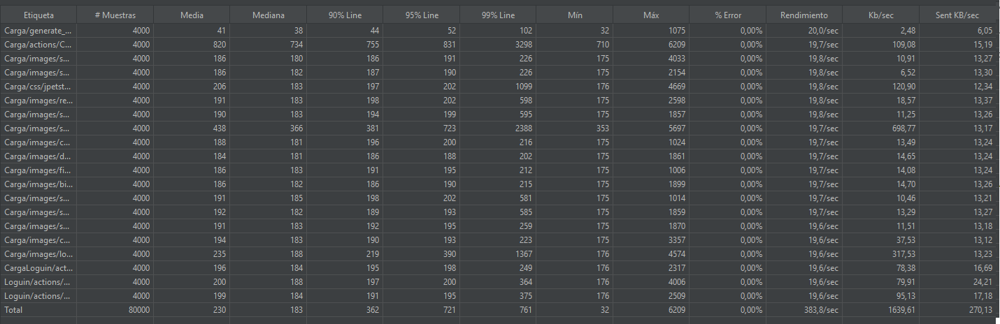 Etiqueta # Muestras Media Mediana 90% Line 95% Line 99% Line Mín Máx % Error Rendimiento Kb/sec Sent KB/sec
Carga/generate_... 4000 41 38 44 52 102 32 1075 0,00% 20,0/sec 2,48 6,05
Carga/actions/C... 4000 820 734 755 831 3298 710 6209 0,00% 19,7/sec 109,08 15,19
Carga/images/s... 4000 186 180 186 191 226 175 4033 0,00% 19,8/sec 10,91 13,27
Carga/images/s... 4000 186 182 187 190 226 175 2154 0,00% 19,8/sec 6,52 13,30
Carga/css/jpetst... 4000 206 183 197 202 1099 176 4669 0,00% 19,8/sec 120,90 12,34
Carga/images/re... 4000 191 183 198 202 598 175 2598 0,00% 19,8/sec 18,57 13,37
Carga/images/s... 4000 190 183 194 199 595 175 1857 0,00% 19,8/sec 11,25 13,26
Carga/images/s... 4000 438 366 381 723 2388 353 5697 0,00% 19,7/sec 698,77 13,17
Carga/images/c... 4000 188 181 196 200 216 175 1024 0,00% 19,7/sec 13,49 13,24
Carga/images/d... 4000 184 181 186 188 202 175 1861 0,00% 19,7/sec 14,65 13,24
Carga/images/fi... 4000 186 183 191 195 212 175 1006 0,00% 19,7/sec 14,08 13,24
Carga/images/bi... 4000 186 182 186 190 215 175 1899 0,00% 19,7/sec 14,70 13,26
Carga/images/s... 4000 191 185 198 202 581 175 1014 0,00% 19,7/sec 10,46 13,21
Carga/images/s... 4000 192 182 189 193 585 175 1859 0,00% 19,7/sec 13,29 13,27
Carga/images/s... 4000 191 183 192 195 259 175 1870 0,00% 19,6/sec 11,51 13,18
Carga/images/c... 4000 194 183 190 193 223 175 3357 0,00% 19,6/sec 37,53 13,12
Carga/images/lo... 4000 235 188 219 390 1367 176 4574 0,00% 19,6/sec 317,53 13,23
CargaLoguin/act... 4000 196 184 195 198 249 176 2317 0,00% 19,6/sec 78,38 16,69
Loguin/actions/... 4000 200 188 197 200 364 176 4006 0,00% 19,6/sec 79,91 24,21
Loguin/actions/... 4000 199 184 191 195 375 176 2509 0,00% 19,6/sec 95,13 17,18
Total 80000 230 183 362 721 761 32 6209 0,00% 383,8/sec 1639,61 270,13